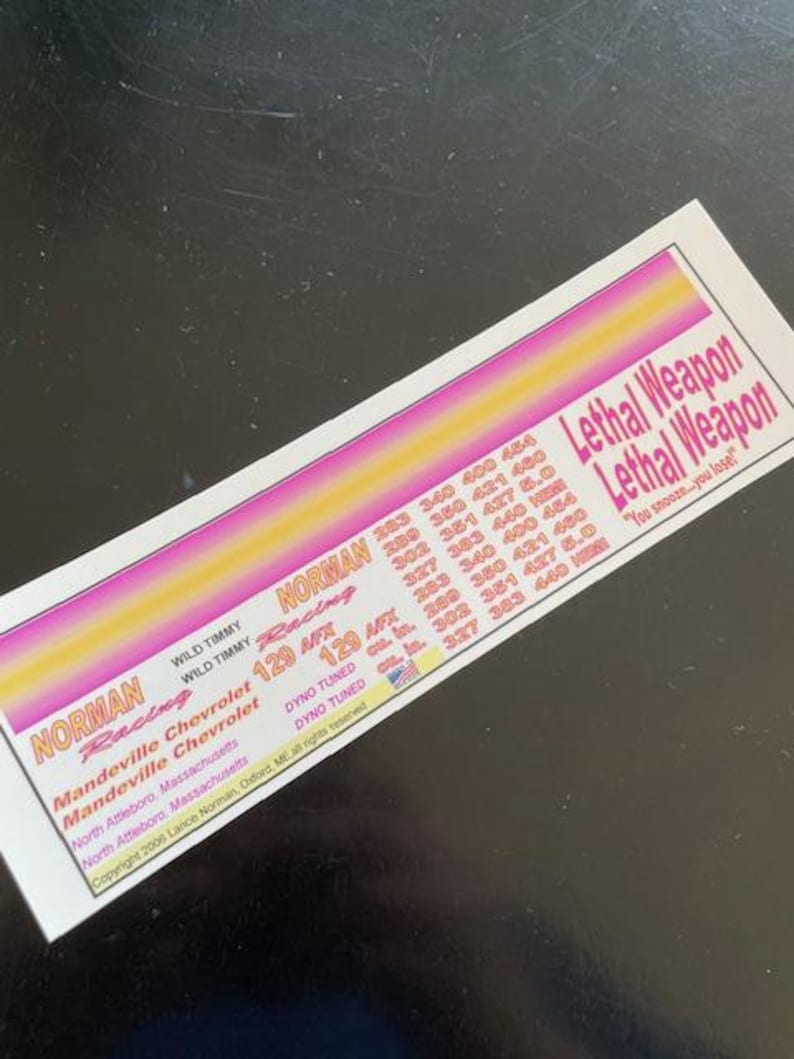 Lethal Weapon
Lethal Weapon
"You snooze...you lose!"
283 340 400 454
289 350 421 460
302 351 427 5.0
327 383 440 HEMI
283 340 400 454
289 350 421 460
302 351 427 5.0
327 383 440 HEMI
NORMAN
Racing
WILD TIMMY
WILD TIMMY
129 A/FX
129 A/FX
cu. in.
cu. in.
DYNO TUNED
DYNO TUNED
NORMAN
Racing
Mandeville Chevrolet
Mandeville Chevrolet
North Attleboro, Massachusetts
North Attleboro, Massachusetts
Copyright 2006 Lance Norman, Oxford, ME,all rights reserved